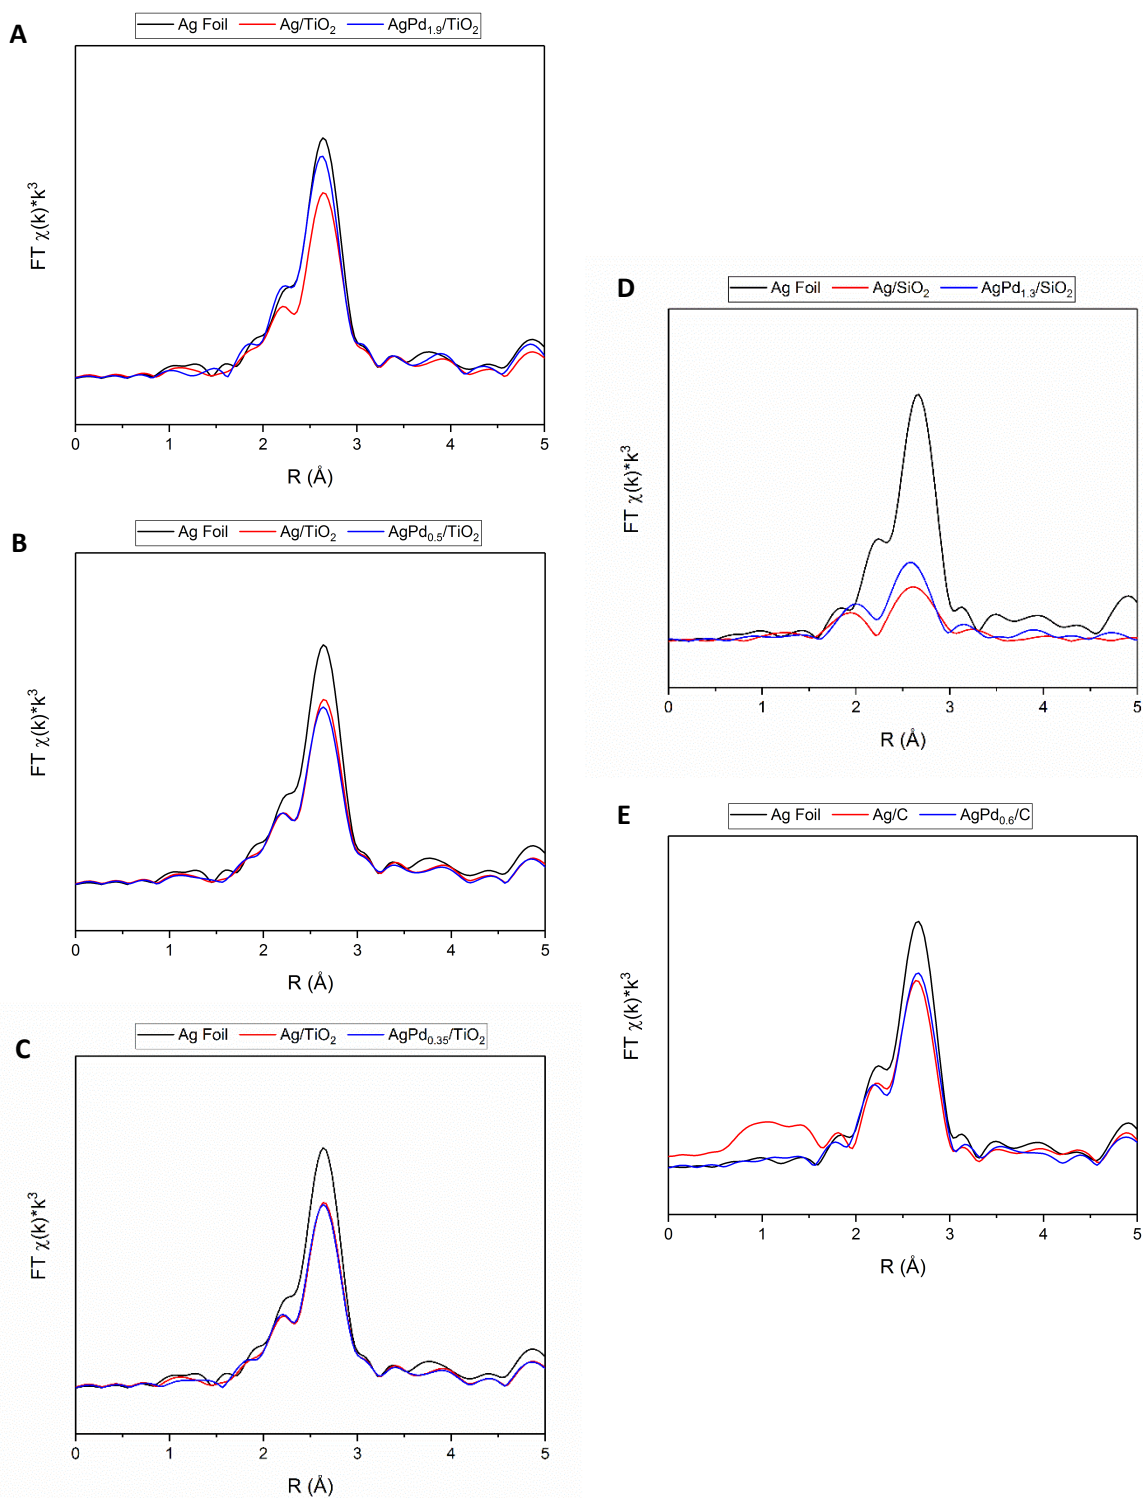 A
Ag Foil Ag/TiO₂ AgPd₁.₉/TiO₂
FT χ(k)*k³
0 1 2 3 4 5
R (Å)
B
Ag Foil Ag/TiO₂ AgPd₀.₅/TiO₂
FT χ(k)*k³
0 1 2 3 4 5
R (Å)
C
Ag Foil Ag/TiO₂ AgPd₀.₃₅/TiO₂
FT χ(k)*k³
0 1 2 3 4 5
R (Å)
D
Ag Foil Ag/SiO₂ AgPd₁.₃/SiO₂
FT χ(k)*k³
0 1 2 3 4 5
R (Å)
E
Ag Foil Ag/C AgPd₀.₆/C
FT χ(k)*k³
0 1 2 3 4 5
R (Å)